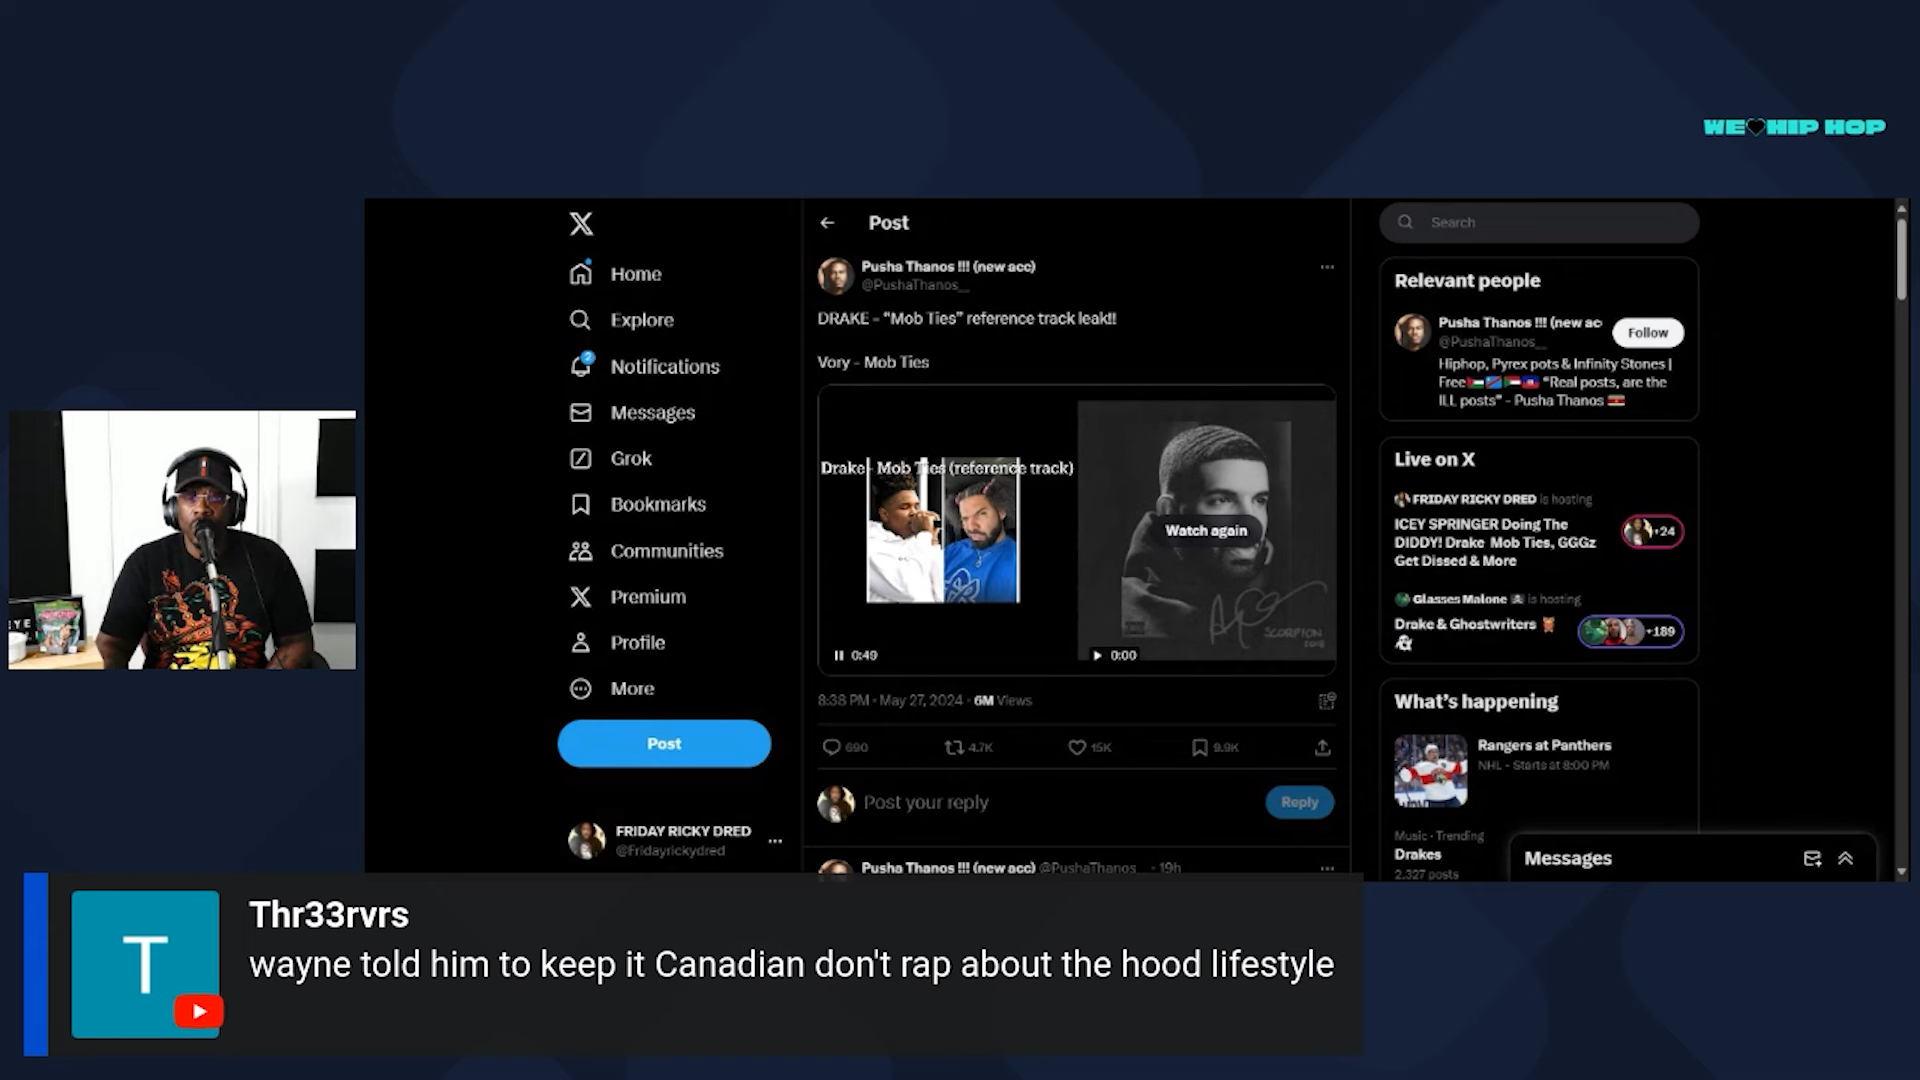 WE HIP HOP
Home
Explore
Notifications
2
Messages
Grok
Bookmarks
Communities
Premium
Profile
More
Post
FRIDAY RICKY DRED
@Fridayrickydred
Post
Pusha Thanos !!! (new acc)
@PushaThanos__
DRAKE - “Mob Ties” reference track leak!!
Vory - Mob Ties
Drake - Mob Ties (reference track)
0:49
Watch again
SCORPION
0:00
8:38 PM · May 27, 2024 · 6M Views
690
4.7K
15K
9.9K
Post your reply
Reply
Pusha Thanos !!! (new acc) @PushaThanos__ · 19h
Search
Relevant people
Pusha Thanos !!! (new ac
@PushaThanos__
Follow
Hiphop, Pyrex pots & Infinity Stones |
Free🇵🇸🇨🇩🇸🇩🇭🇹 “Real posts, are the
ILL posts” - Pusha Thanos 🇸🇷
Live on X
FRIDAY RICKY DRED is hosting
ICEY SPRINGER Doing The
DIDDY! Drake Mob Ties, GGGz
Get Dissed & More
+24
Glasses Malone is hosting
Drake & Ghostwriters
+189
What’s happening
Rangers at Panthers
NHL - Starts at 8:00 PM
Music · Trending
Drakes
2,327 posts
Messages
T
Thr33rvrs
wayne told him to keep it Canadian don't rap about the hood lifestyle